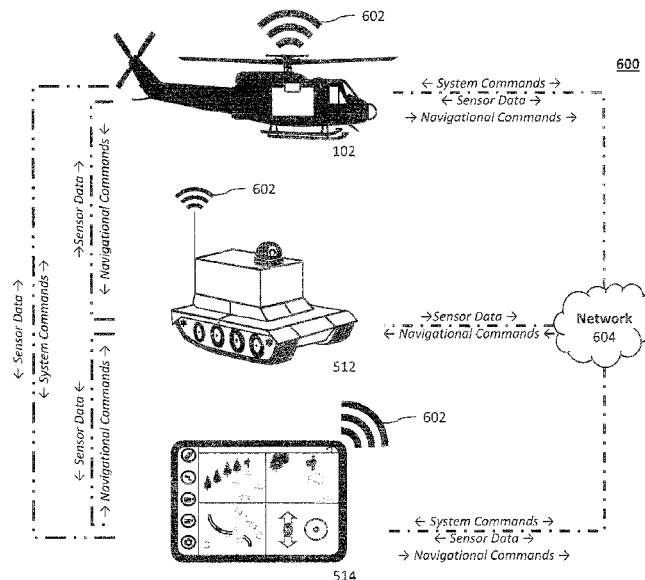 602
600
← System Commands →
← Sensor Data →
→ Navigational Commands →
102
→Sensor Data →
← Navigational Commands ←
← Sensor Data →
← System Commands →
602
→Sensor Data →
← Navigational Commands ←
Network
604
512
← Sensor Data ←
→ Navigational Commands →
602
← System Commands →
← Sensor Data →
→ Navigational Commands →
514